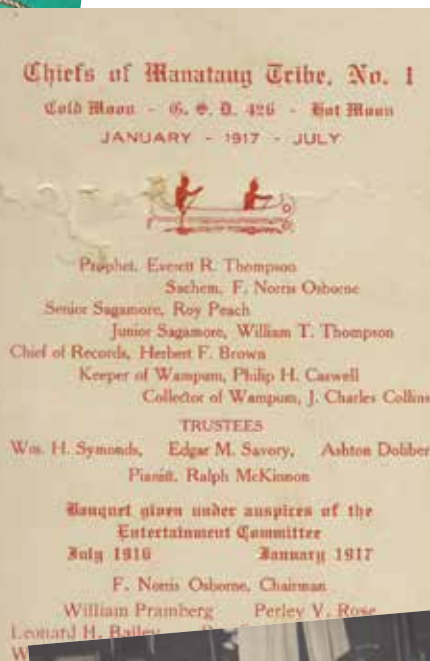 Chiefs of Manataug Tribe, No. 1
Cold Moon - G. S. D. 426 - Hot Moon
JANUARY - 1917 - JULY
Prophet, Everett R. Thompson
Sachem, F. Norris Osborne
Senior Sagamore, Roy Peach
Junior Sagamore, William T. Thompson
Chief of Records, Herbert F. Brown
Keeper of Wampum, Philip H. Caswell
Collector of Wampum, J. Charles Collins
TRUSTEES
Wm. H. Symonds, Edgar M. Savory, Ashton Doliber
Pianist, Ralph McKinnon
Banquet given under auspices of the
Entertainment Committee
July 1916 January 1917
F. Norris Osborne, Chairman
William Pramberg Perley V. Rose
Leonard H. Bailey